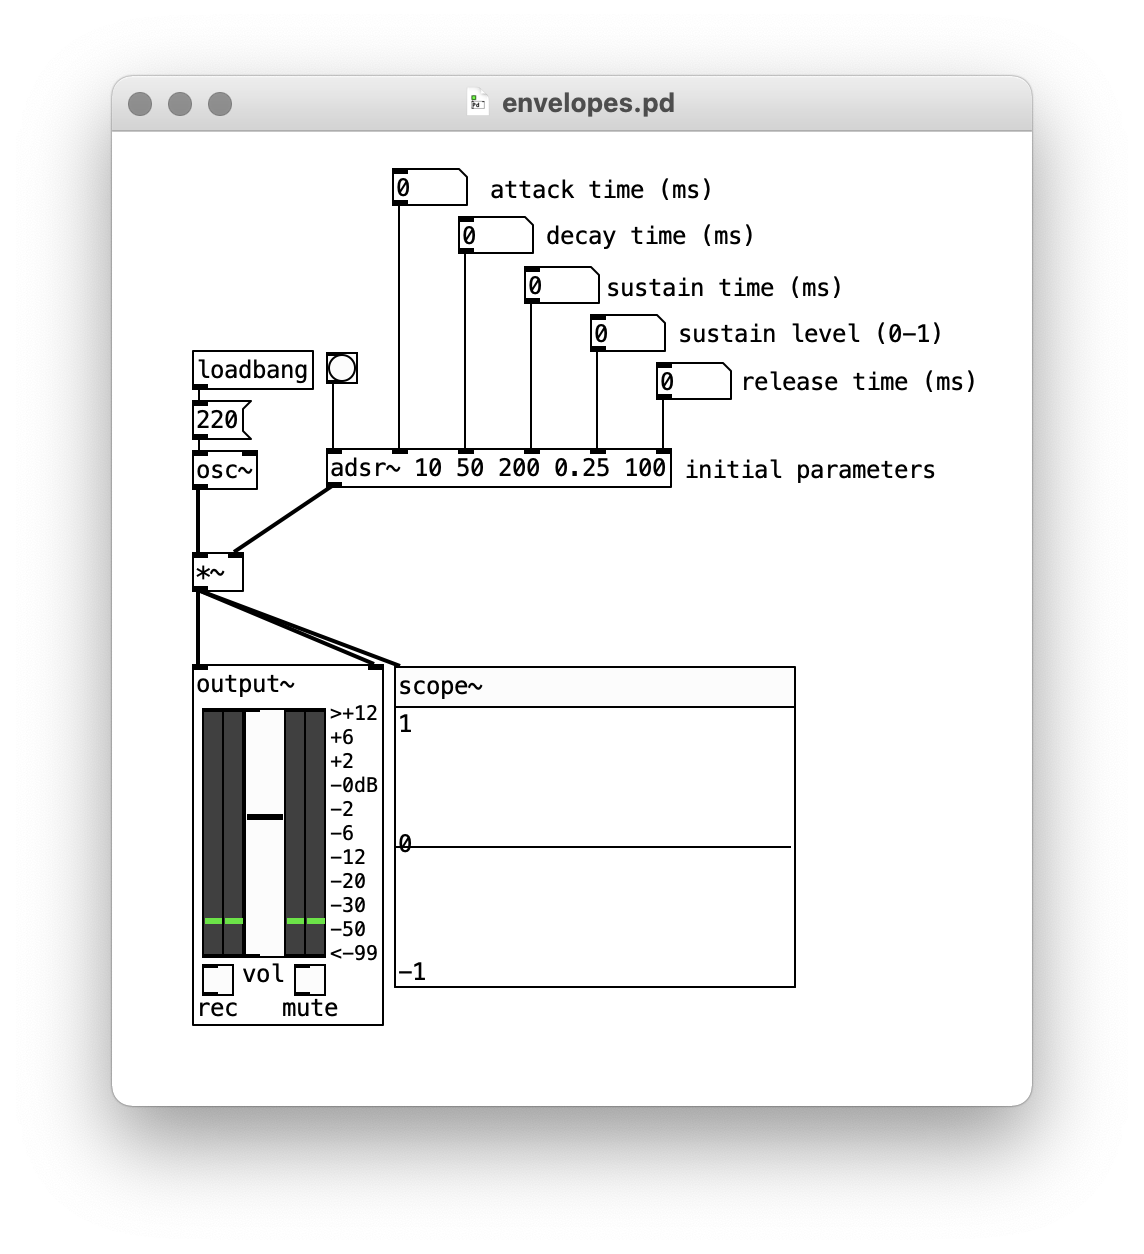 envelopes.pd
0 attack time (ms)
0 decay time (ms)
0 sustain time (ms)
0 sustain level (0-1)
0 release time (ms)
loadbang
220
osc~
adsr~ 10 50 200 0.25 100 initial parameters
*~
output~
>+12
+6
+2
-0dB
-2
-6
-12
-20
-30
-50
<-99
vol
rec mute
scope~
1
0
-1